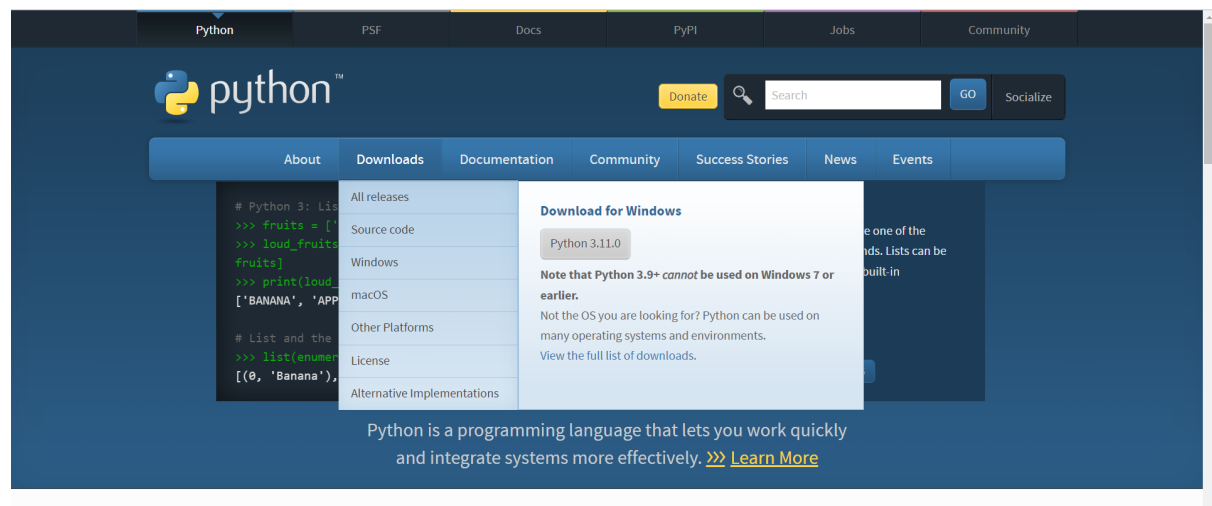 Python PSF Docs PyPI Jobs Community
python™
Donate Search GO Socialize
About Downloads Documentation Community Success Stories News Events
# Python 3: Lis
>>> fruits = ['
>>> loud_fruits
fruits]
>>> print(loud_
['BANANA', 'APP
# List and the
>>> list(enumer
[(0, 'Banana'),
All releases
Source code
Windows
macOS
Other Platforms
License
Alternative Implementations
Download for Windows
Python 3.11.0
Note that Python 3.9+ cannot be used on Windows 7 or
earlier.
Not the OS you are looking for? Python can be used on
many operating systems and environments.
View the full list of downloads.
e one of the
nds. Lists can be
built-in
Python is a programming language that lets you work quickly
and integrate systems more effectively. >>> Learn More